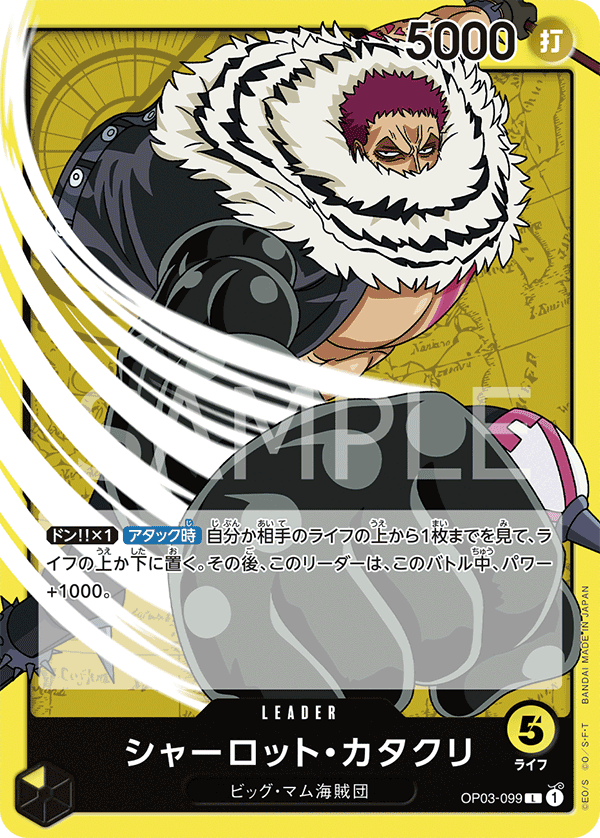 5000 打
SAMPLE
ドン!!×1 アタック時 自分か相手のライフの上から1枚までを見て、ラ
イフの上か下に置く。その後、このリーダーは、このバトル中、パワー
+1000。
LEADER
シャーロット・カタクリ
ビッグ・マム海賊団
5
ライフ
OP03-099 L 1
©E/S ©O/S・F・T BANDAI MADE IN JAPAN